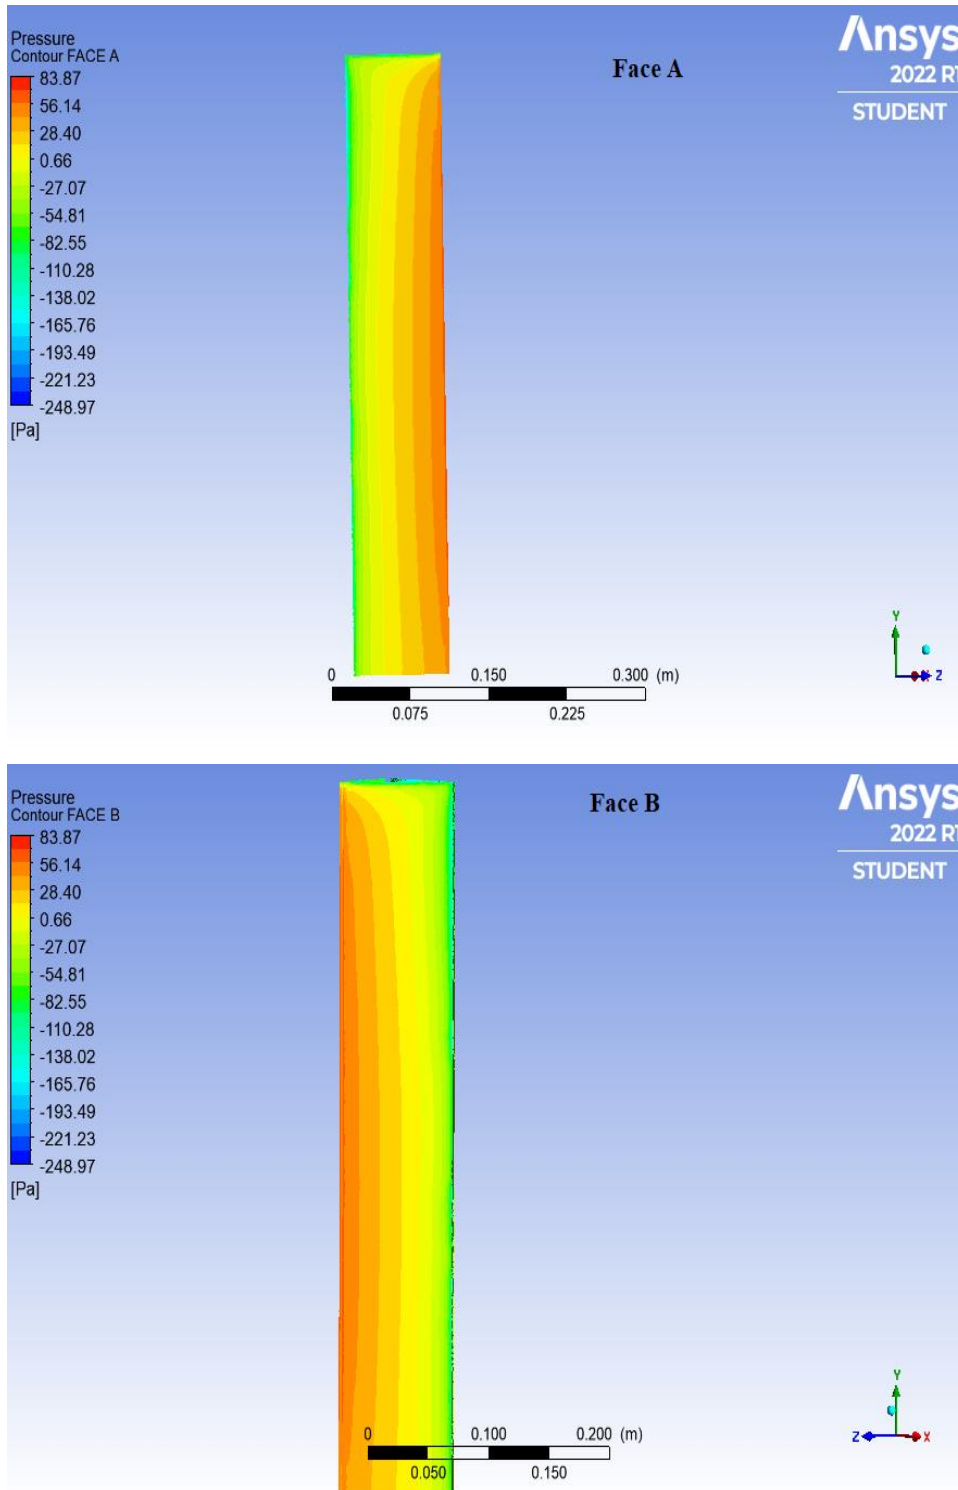 Pressure
Contour FACE A
83.87
56.14
28.40
0.66
-27.07
-54.81
-82.55
-110.28
-138.02
-165.76
-193.49
-221.23
-248.97
[Pa]
Face A
Ansys
2022 R1
STUDENT
0 0.150 0.300 (m)
0.075 0.225
Y
Z
Pressure
Contour FACE B
83.87
56.14
28.40
0.66
-27.07
-54.81
-82.55
-110.28
-138.02
-165.76
-193.49
-221.23
-248.97
[Pa]
Face B
Ansys
2022 R1
STUDENT
0 0.100 0.200 (m)
0.050 0.150
Y
Z X